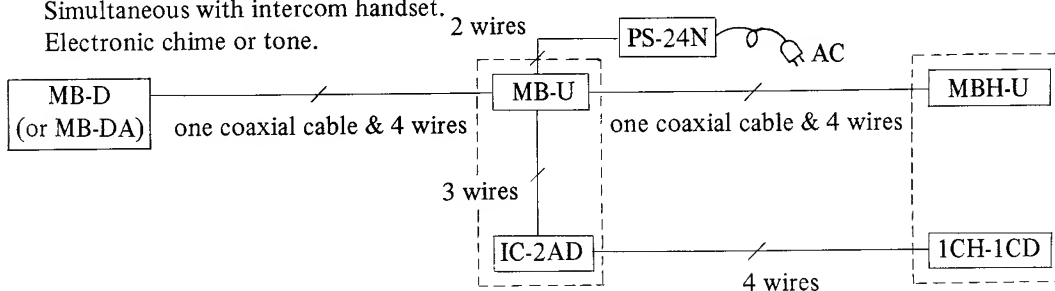 Simultaneous with intercom handset.
Electronic chime or tone.
2 wires
PS-24N
AC
MB-D
(or MB-DA)
one coaxial cable & 4 wires
MB-U
one coaxial cable & 4 wires
MBH-U
3 wires
IC-2AD
4 wires
1CH-1CD